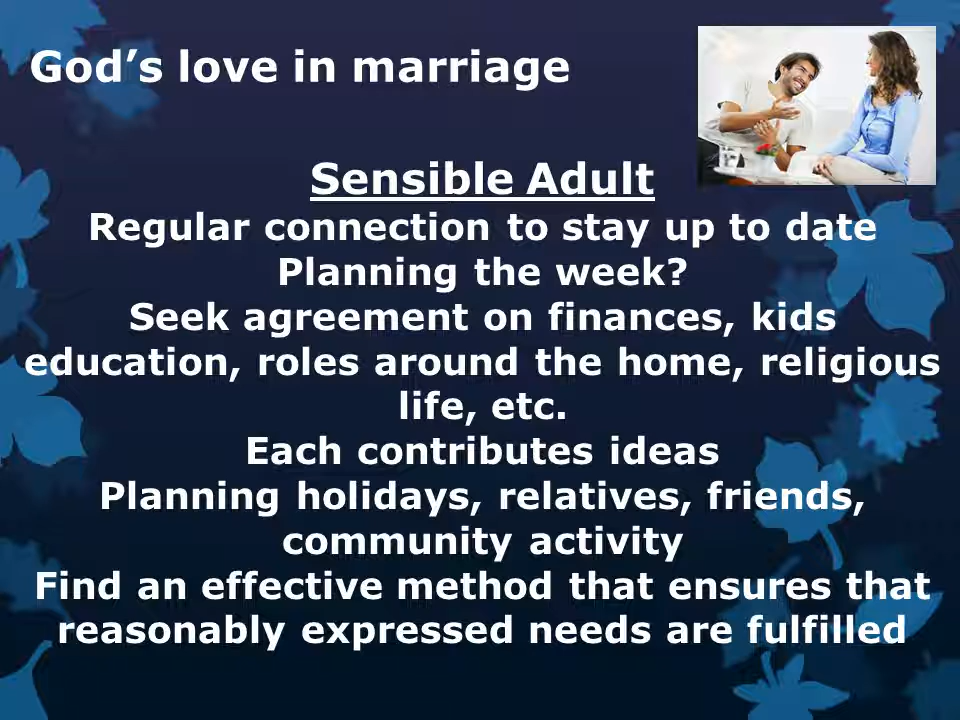 God’s love in marriage
Sensible Adult
Regular connection to stay up to date
Planning the week?
Seek agreement on finances, kids
education, roles around the home, religious
life, etc.
Each contributes ideas
Planning holidays, relatives, friends,
community activity
Find an effective method that ensures that
reasonably expressed needs are fulfilled